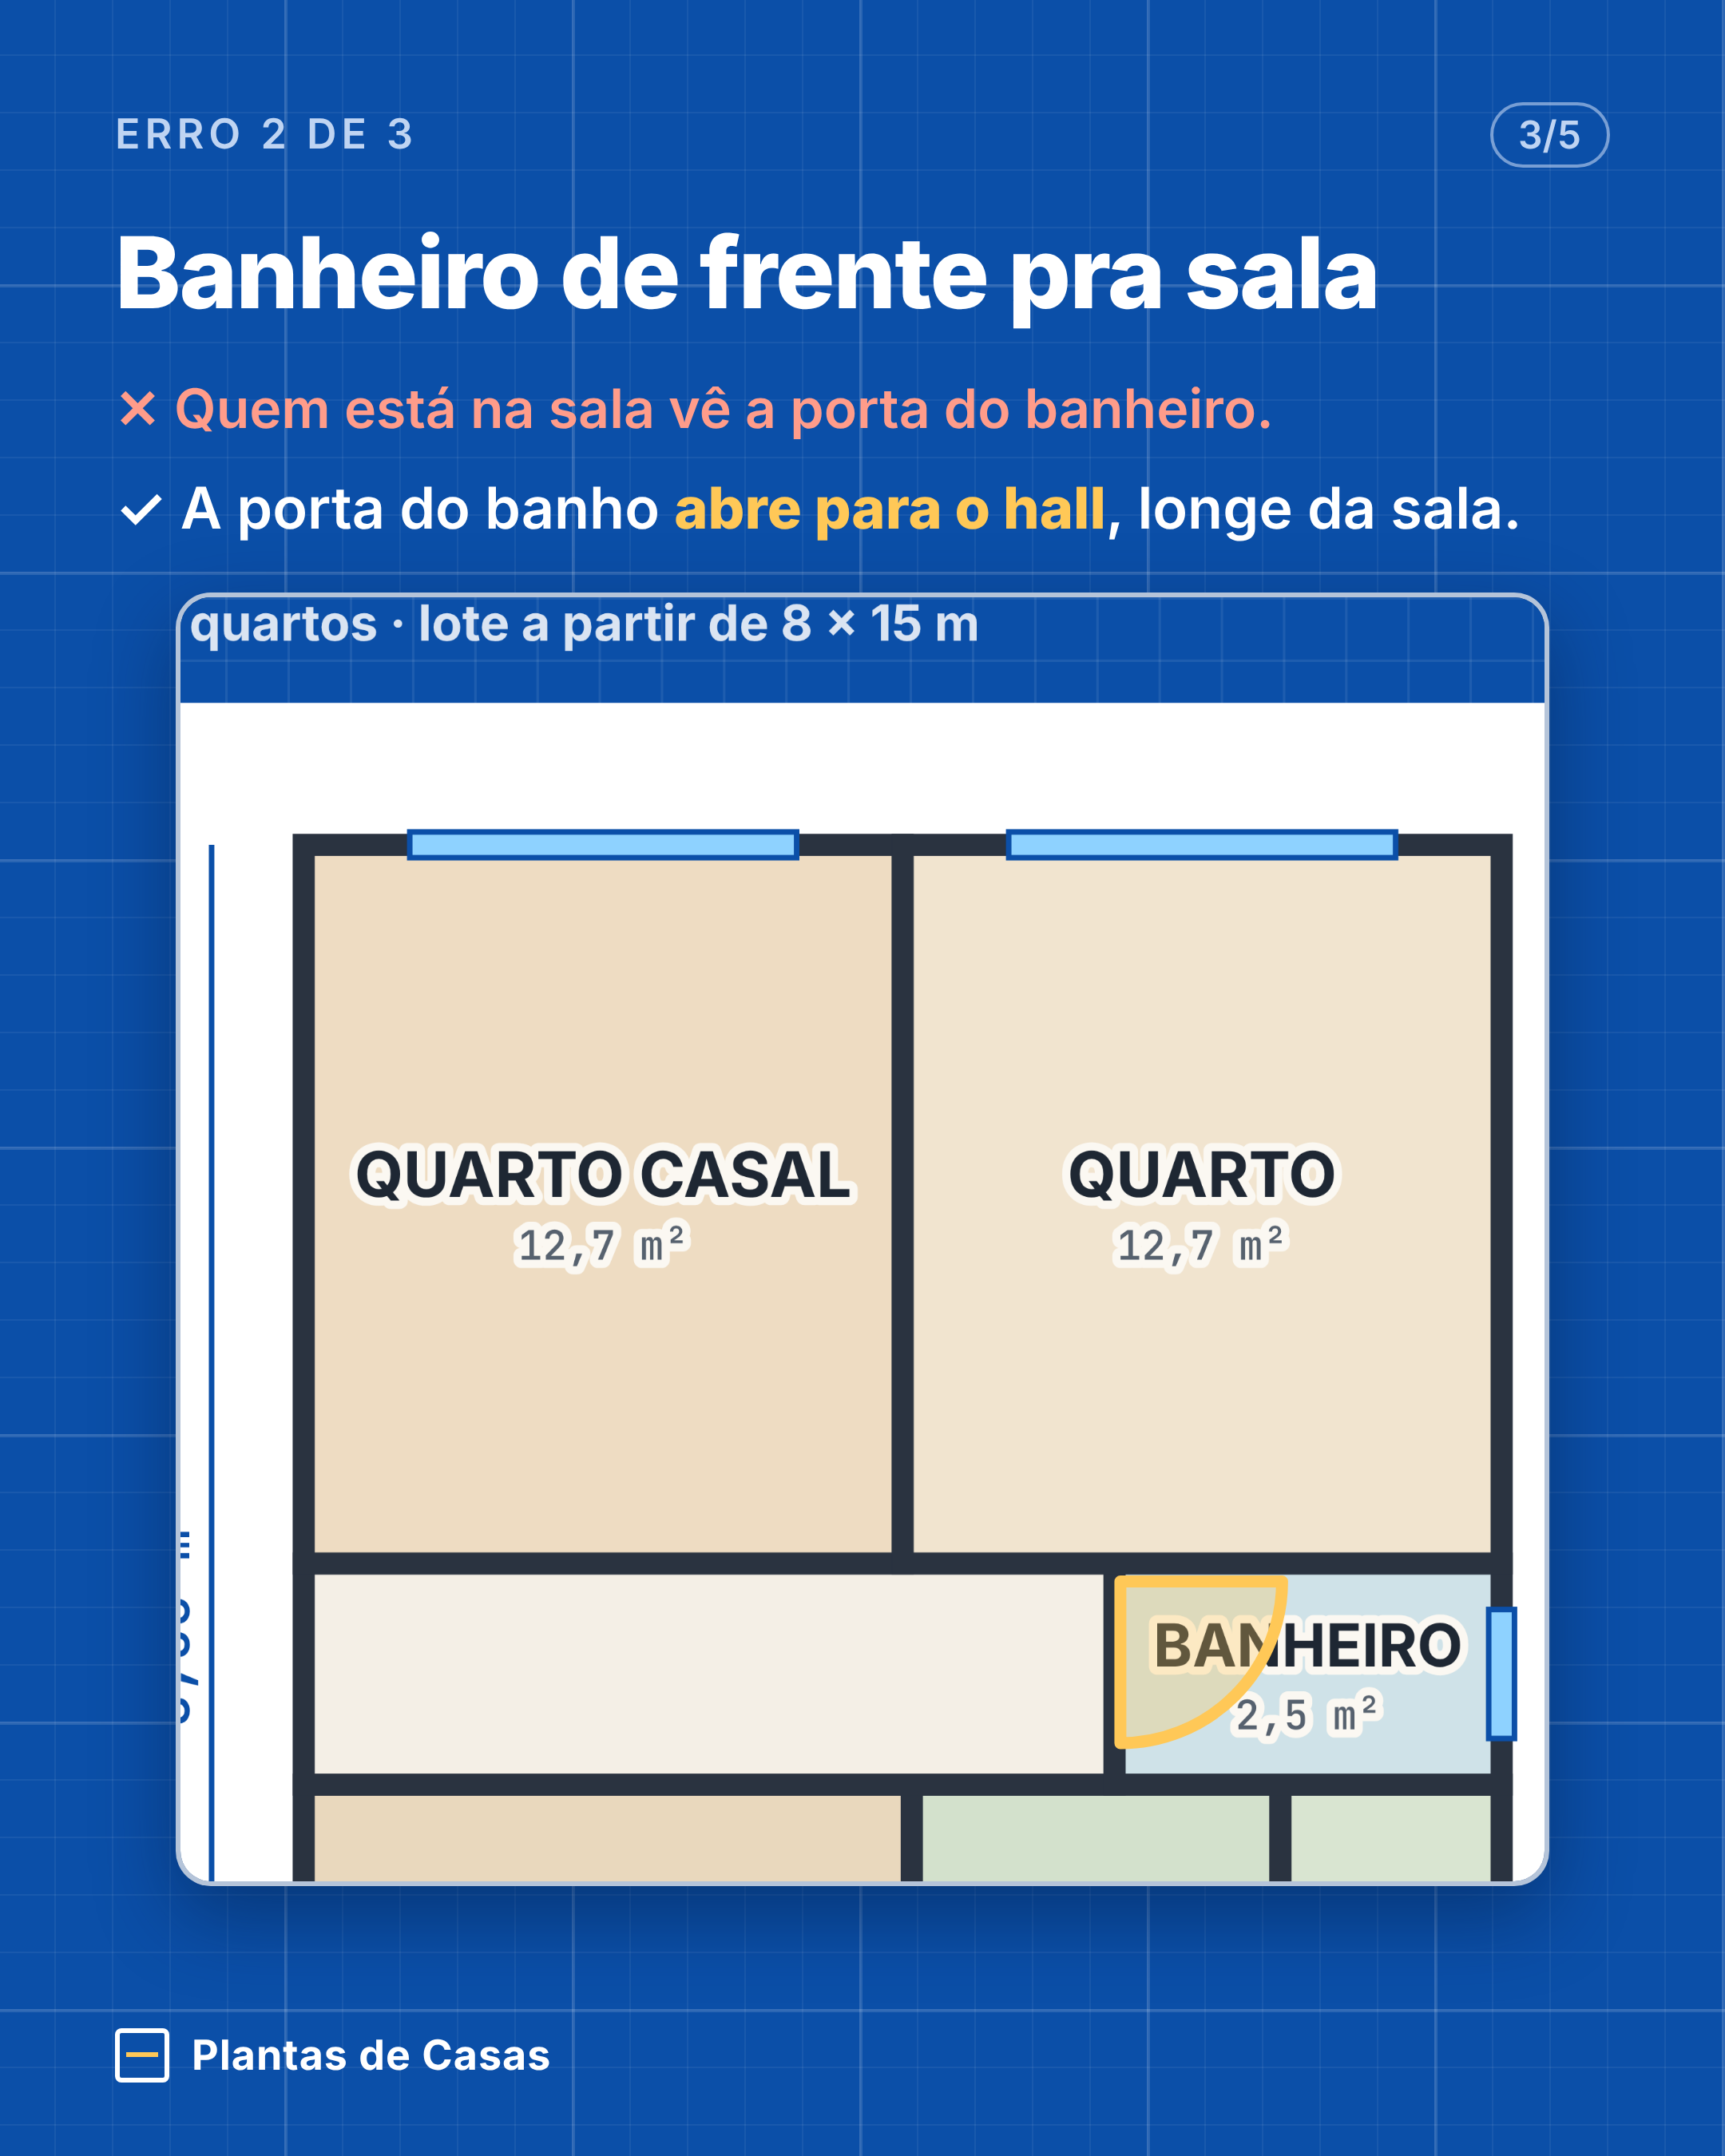 ERRO 2 DE 3
3/5
Banheiro de frente pra sala
✕ Quem está na sala vê a porta do banheiro.
✓ A porta do banho abre para o hall, longe da sala.
quartos · lote a partir de 8 × 15 m
QUARTO CASAL
12,7 m²
QUARTO
12,7 m²
BANHEIRO
2,5 m²
Plantas de Casas